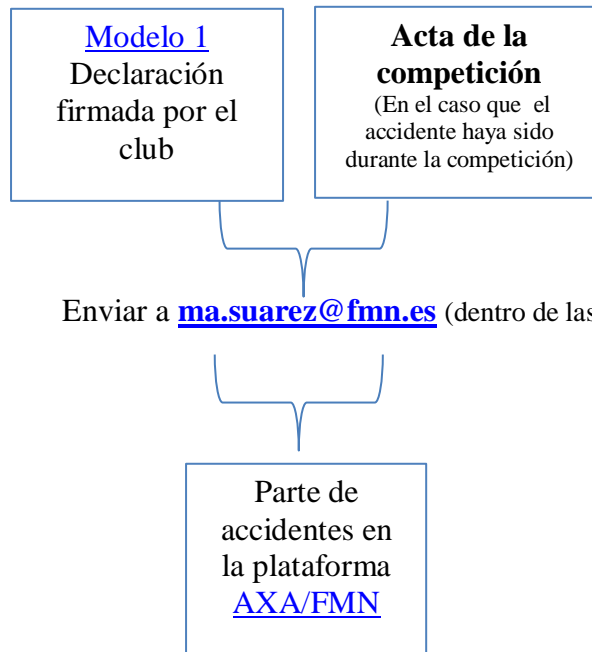 Modelo 1
Declaración
firmada por el
club
Acta de la
competición
(En el caso que el
accidente haya sido
durante la competición)
Enviar a ma.suarez@fmn.es (dentro de las
Parte de
accidentes en
la plataforma
AXA/FMN